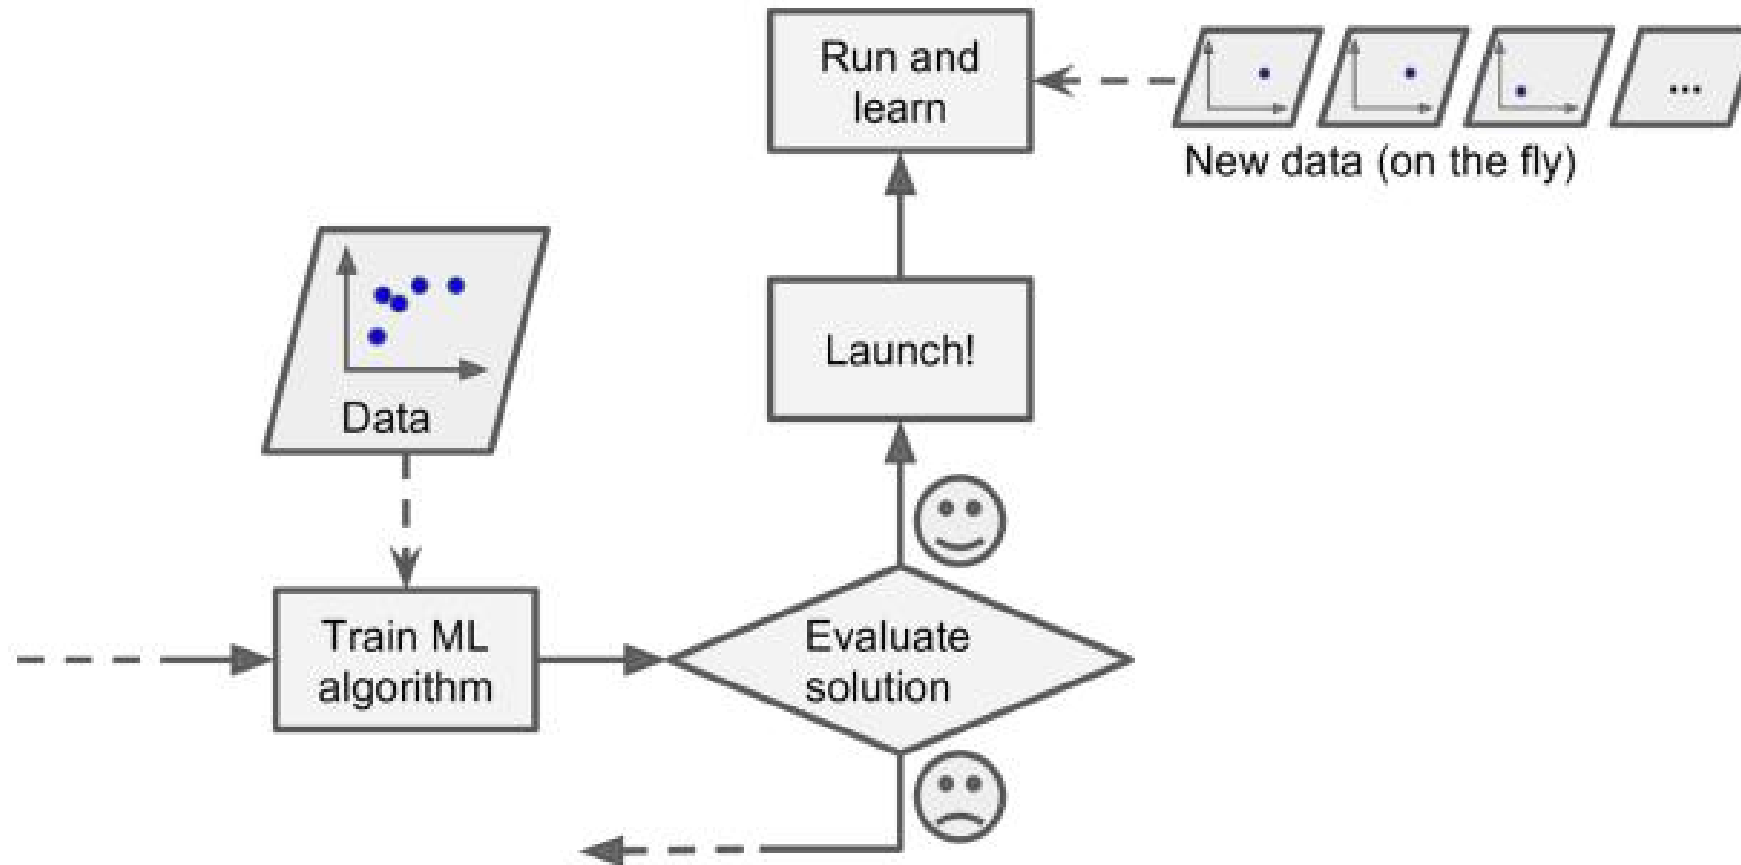 Run and
learn
...
New data (on the fly)
Launch!
Data
Train ML
algorithm
Evaluate
solution